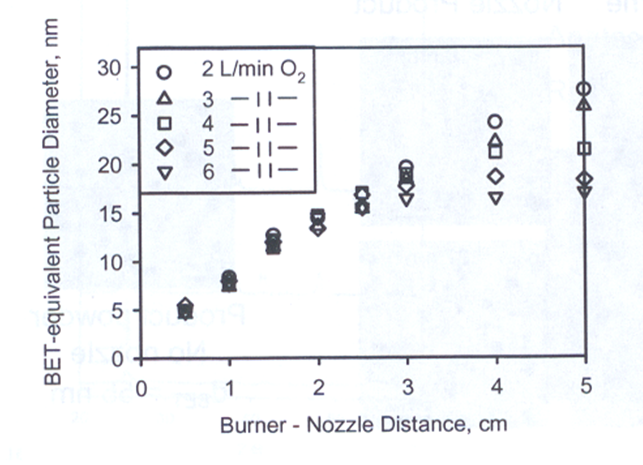 BET-equivalent Particle Diameter, nm
30
25
20
15
10
5
0
2 L/min O₂
3 — | | —
4 — | | —
5 — | | —
6 — | | —
0 1 2 3 4 5
Burner - Nozzle Distance, cm